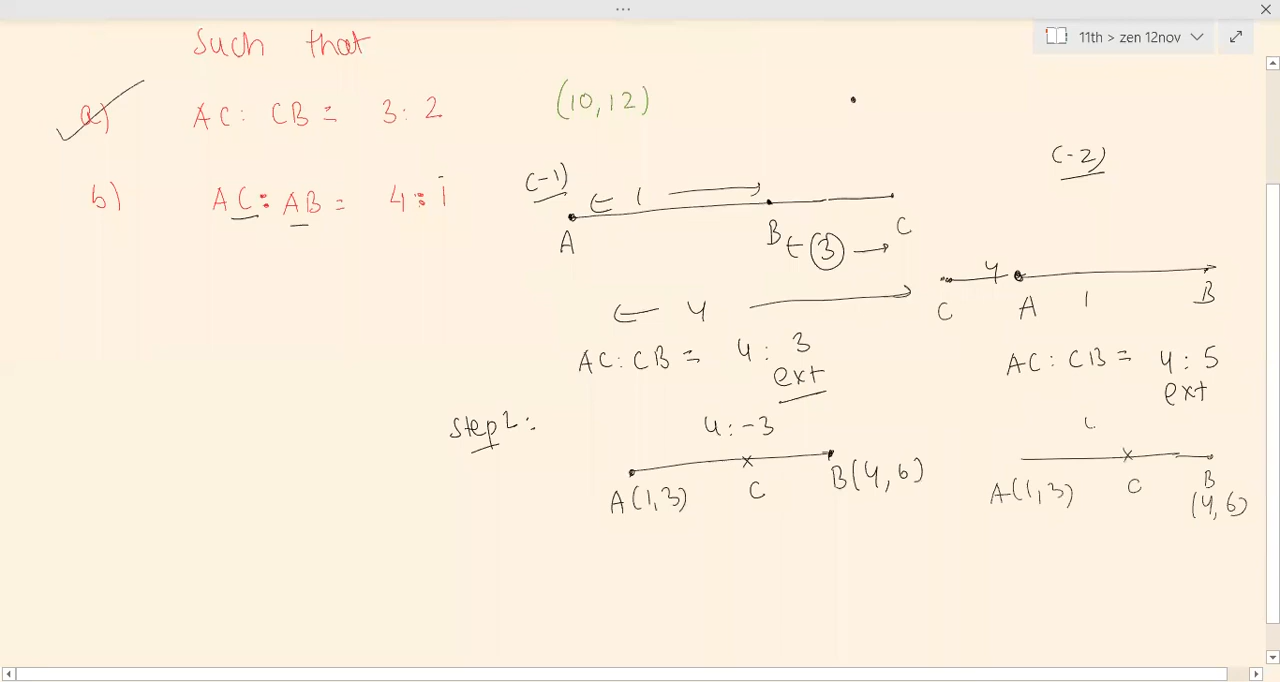 ...
11th > zen 12nov
Such that
a) AC : CB = 3 : 2 (10, 12)
b) AC : AB = 4 : 1
C-1)
1
A B C
3
4
AC : CB = 4 : 3
ext
C-2)
4
C A 1 B
AC : CB = 4 : 5
ext
Step 2 :
4 : -3
A(1,3) C B(4,6)
A(1,3) C B
(4,6)